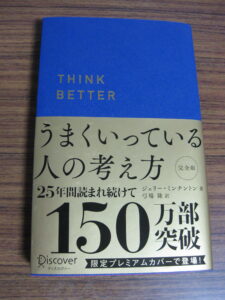 THINK
BETTER
うまくいっている
人の考え方
完全版
ジェリー・ミンチントン 著
弓場 隆 訳
25年間読まれ続けて
150万部
突破
Discover
ディスカヴァー
限定プレミアムカバーで登場!